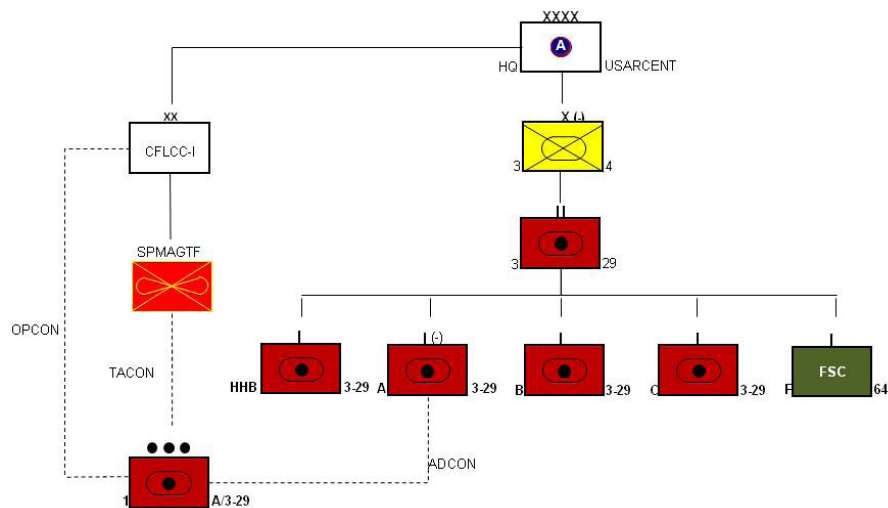 XXXX
A
HQ USARCENT
XX
CFLCC-I
X (-)
3 4
SPMAGTF
II
3 29
OPCON
TACON
I
HHB 3-29
I (-)
A 3-29
I
B 3-29
I
C 3-29
I
FSC
F 64
ADCON
1 A/3-29